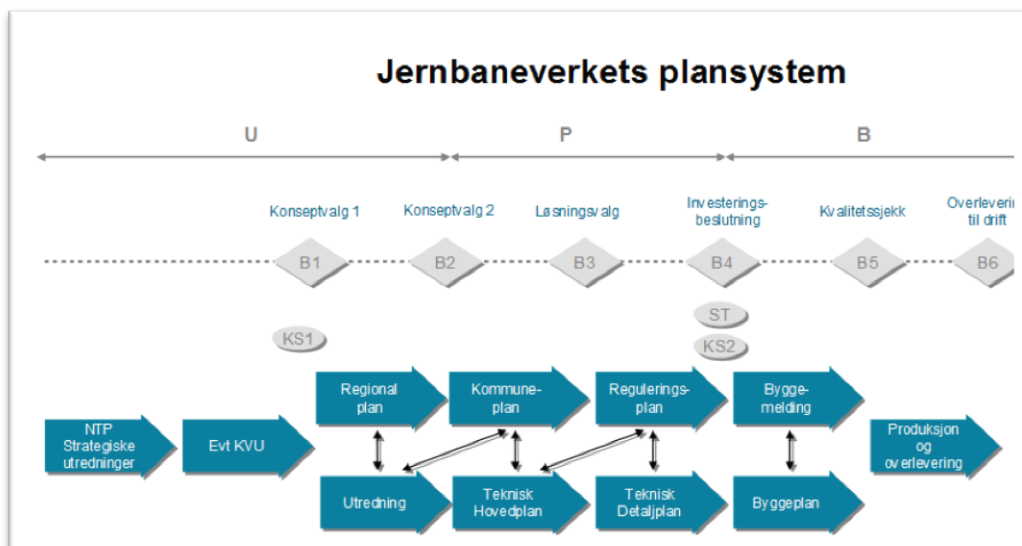 Jernbaneverkets plansystem
U
P
B
Konseptvalg 1
Konseptvalg 2
Løsningsvalg
Investerings-
beslutning
Kvalitetssjekk
til drift
B1
B2
B3
B4
B5
B6
ST
KS1
KS2
Regional
plan
Kommune-
plan
Regulerings-
plan
Bygge-
melding
NTP
Strategiske
utredninger
Evt KVU
Produksjon
og
overlevering
Utredning
Teknisk
Hovedplan
Teknisk
Detaljplan
Byggeplan